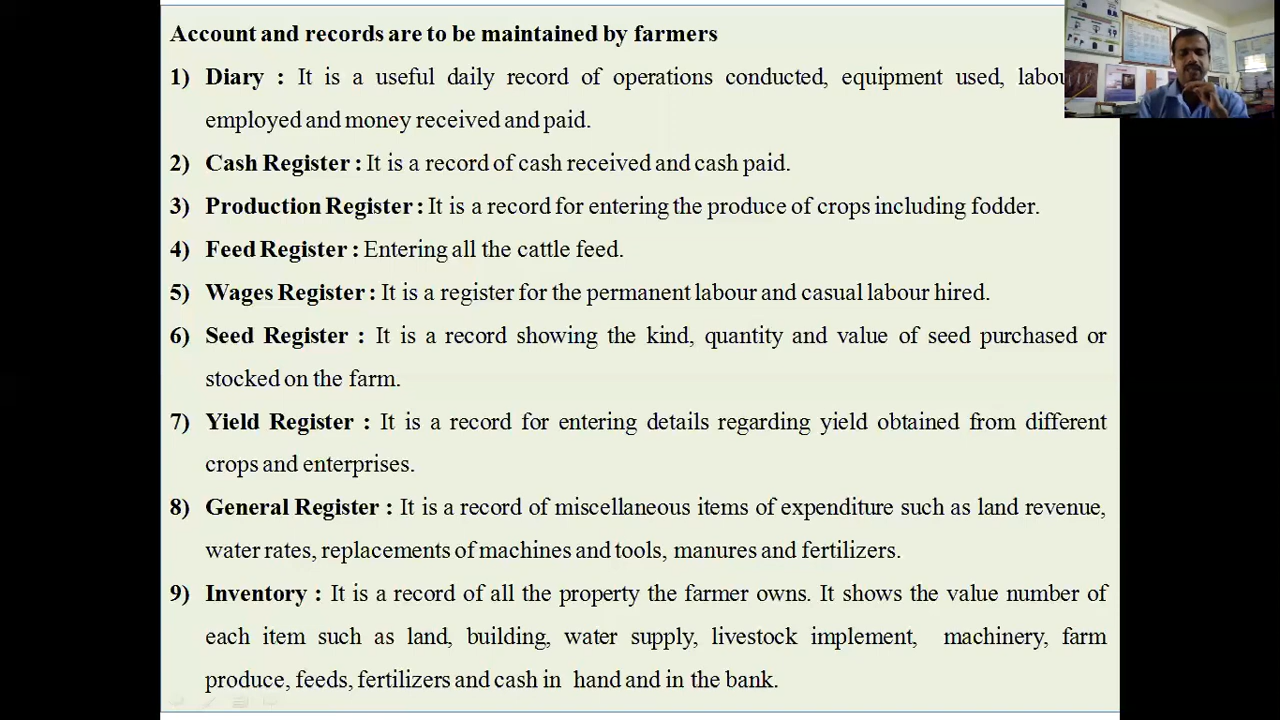 Account and records are to be maintained by farmers
1) Diary : It is a useful daily record of operations conducted, equipment used,
employed and money received and paid.
2) Cash Register : It is a record of cash received and cash paid.
3) Production Register : It is a record for entering the produce of crops including fodder.
4) Feed Register : Entering all the cattle feed.
5) Wages Register : It is a register for the permanent labour and casual labour hired.
6) Seed Register : It is a record showing the kind, quantity and value of seed purchased or
stocked on the farm.
7) Yield Register : It is a record for entering details regarding yield obtained from different
crops and enterprises.
8) General Register : It is a record of miscellaneous items of expenditure such as land revenue,
water rates, replacements of machines and tools, manures and fertilizers.
9) Inventory : It is a record of all the property the farmer owns. It shows the value number of
each item such as land, building, water supply, livestock implement, machinery, farm
produce, feeds, fertilizers and cash in hand and in the bank.